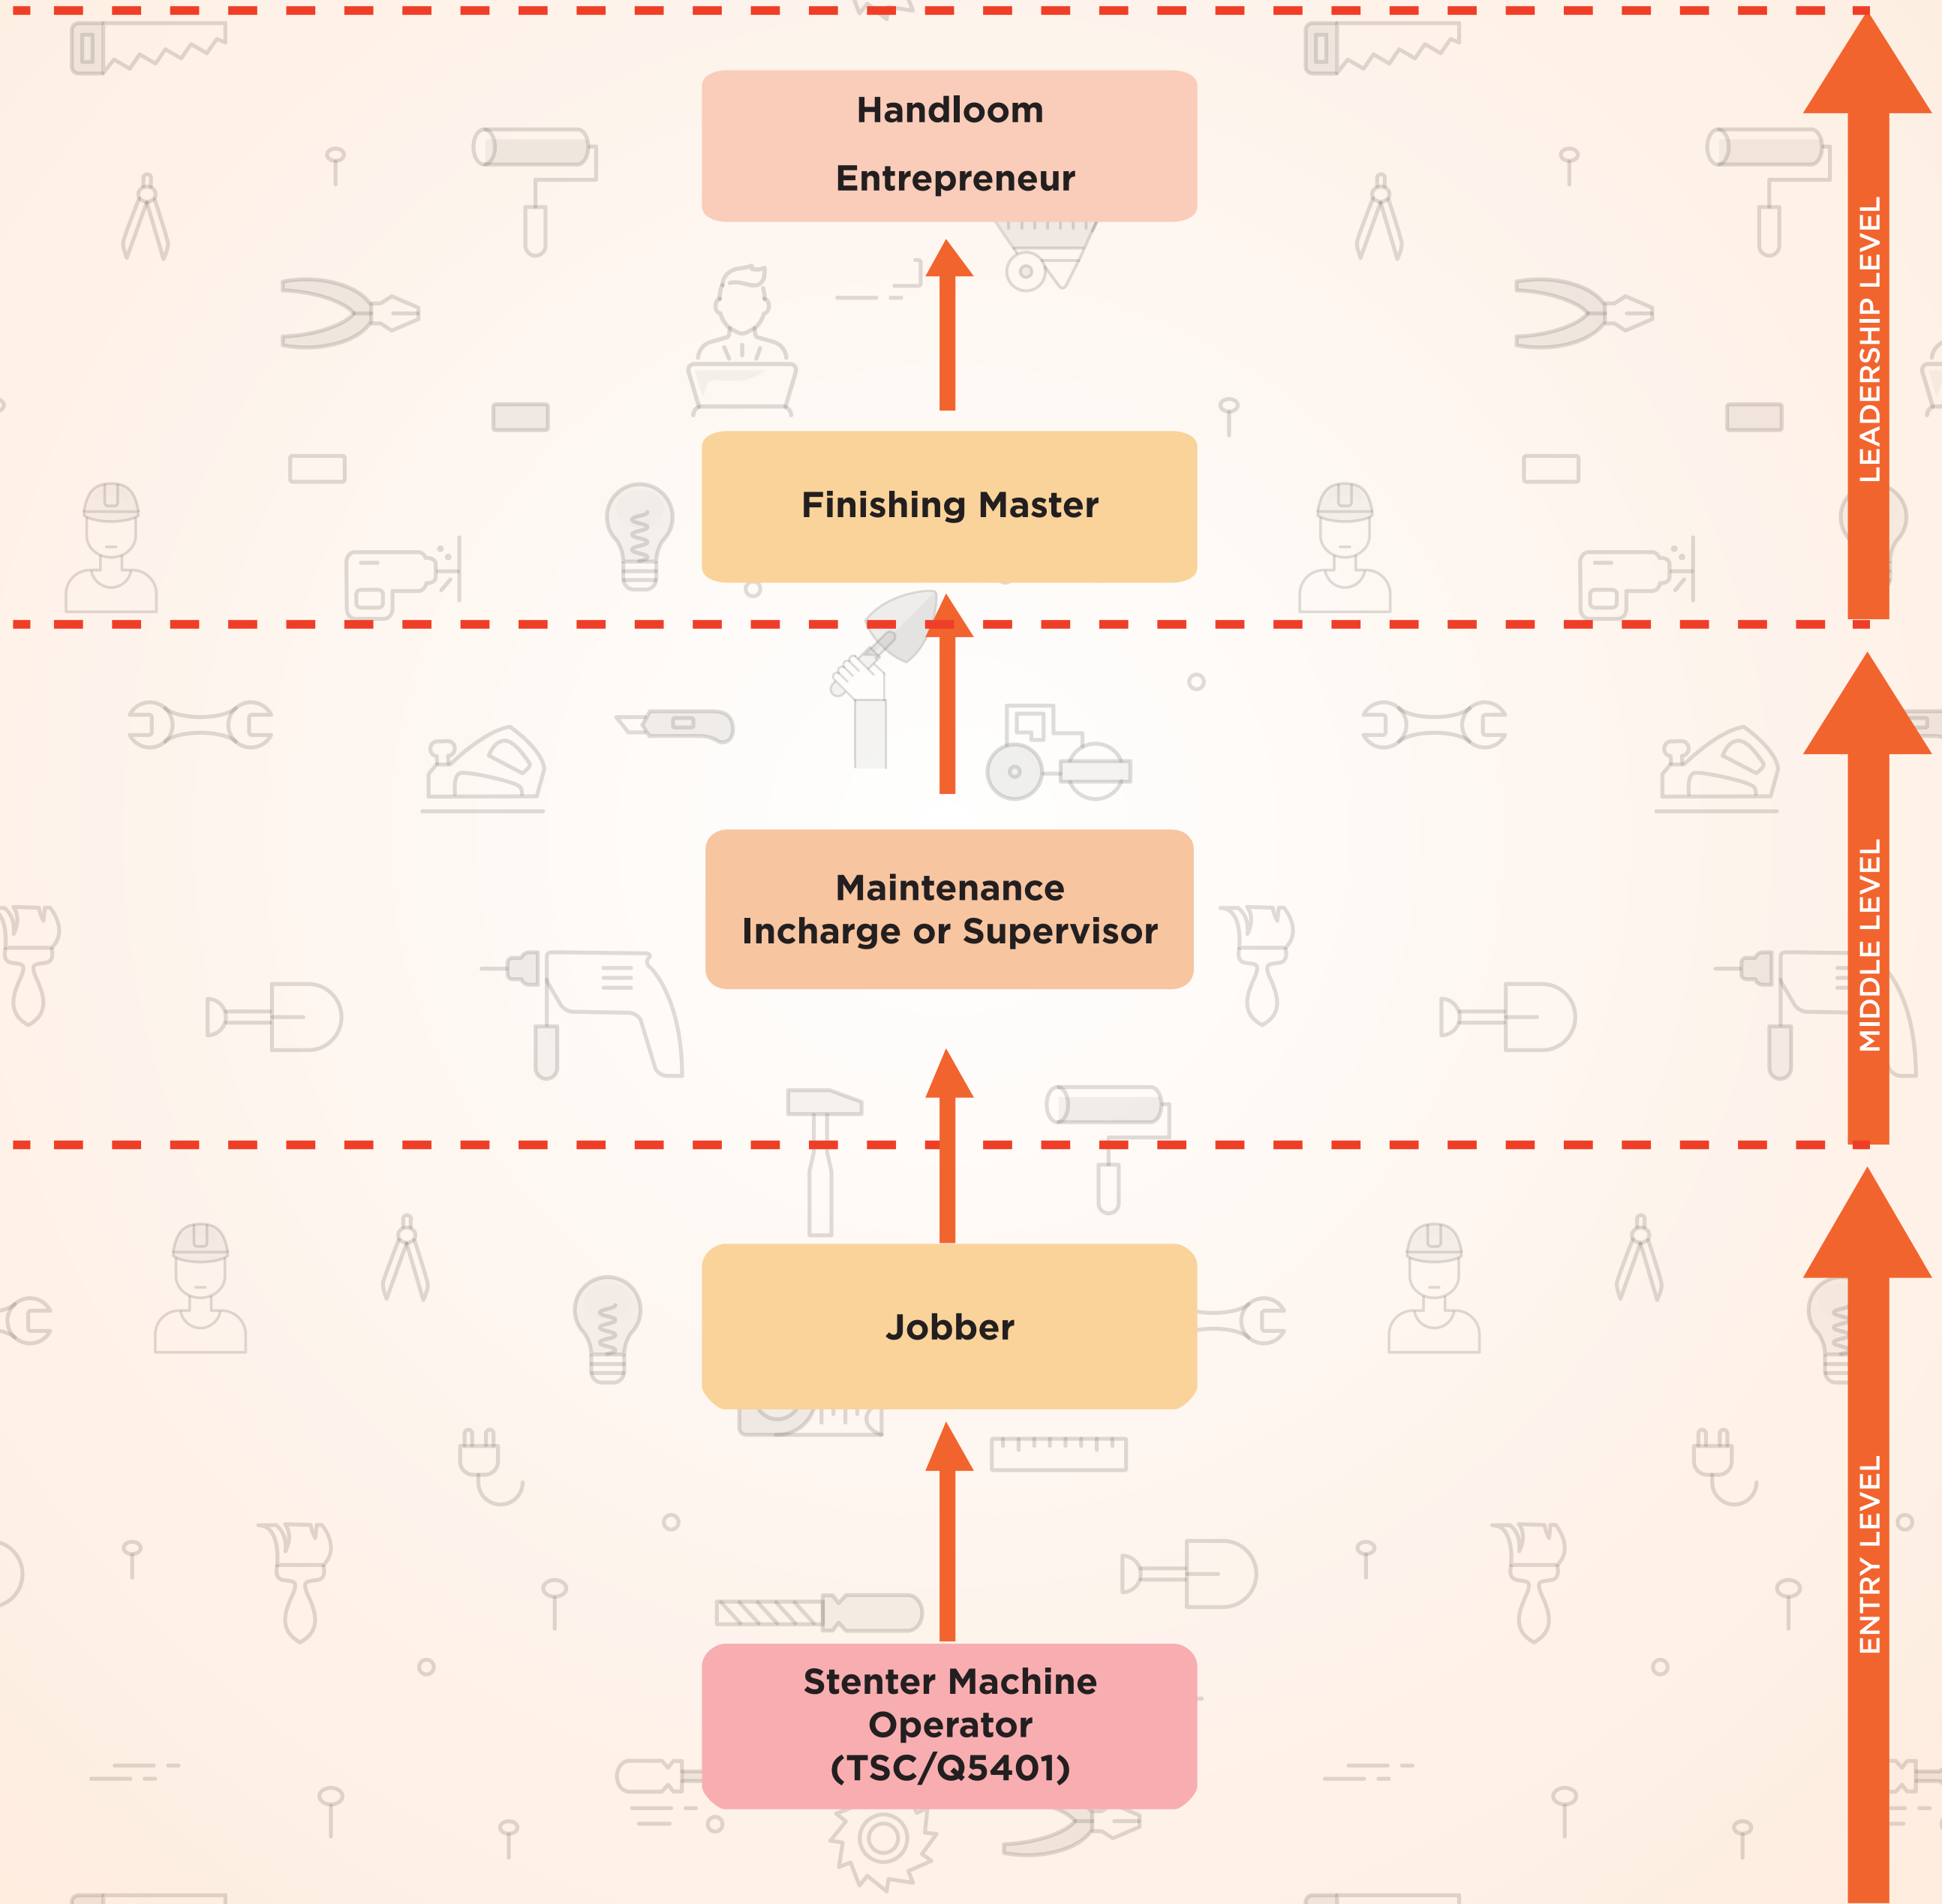 Handloom
Entrepreneur
LEADERSHIP LEVEL
Finishing Master
Maintenance
Incharge or Supervisor
MIDDLE LEVEL
Jobber
ENTRY LEVEL
Stenter Machine
Operator
(TSC/Q5401)